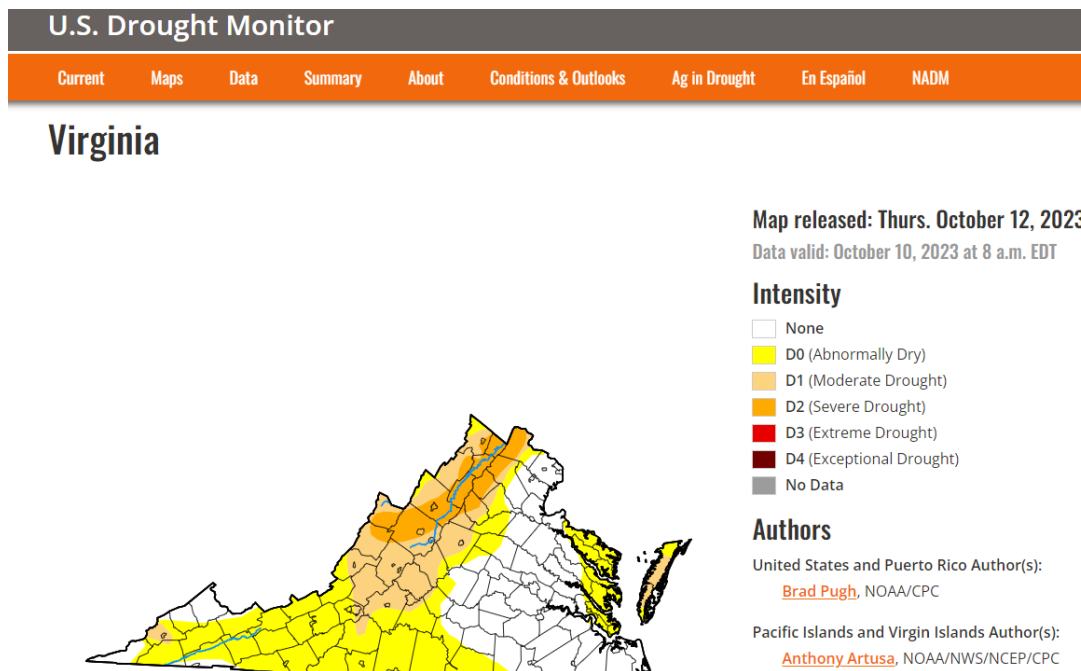 U.S. Drought Monitor
Current Maps Data Summary About Conditions & Outlooks Ag in Drought En Español NADM
Virginia
Map released: Thurs. October 12, 2023
Data valid: October 10, 2023 at 8 a.m. EDT
Intensity
None
D0 (Abnormally Dry)
D1 (Moderate Drought)
D2 (Severe Drought)
D3 (Extreme Drought)
D4 (Exceptional Drought)
No Data
Authors
United States and Puerto Rico Author(s):
Brad Pugh, NOAA/CPC
Pacific Islands and Virgin Islands Author(s):
Anthony Artusa, NOAA/NWS/NCEP/CPC